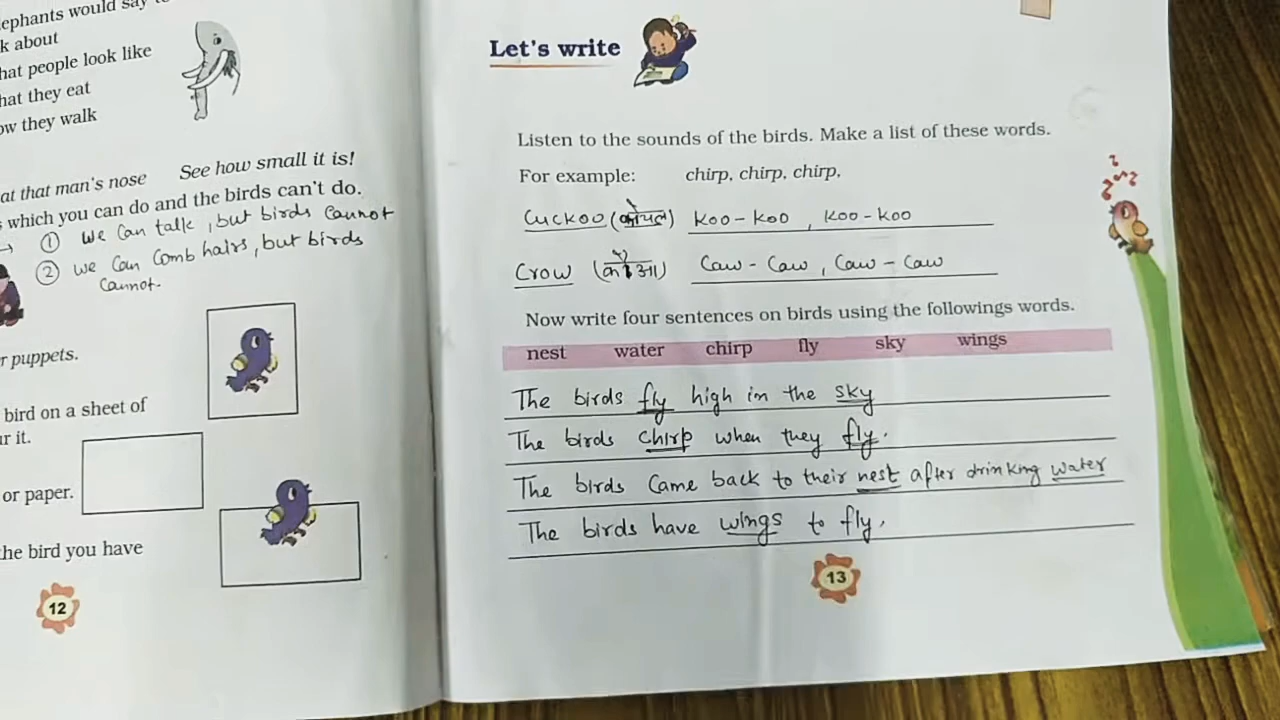 ephants would say to
k about
hat people look like
hat they eat
ow they walk
at that man's nose See how small it is!
s which you can do and the birds can't do.
① We can talk, but birds cannot
② We can comb hairs, but birds
cannot.
r puppets.
bird on a sheet of
ur it.
or paper.
the bird you have
12
Let's write
Listen to the sounds of the birds. Make a list of these words.
For example: chirp, chirp, chirp,
Cuckoo (कोयल) Koo-Koo, Koo-Koo
Crow (कौआ) Caw-Caw, Caw-Caw
Now write four sentences on birds using the followings words.
nest water chirp fly sky wings
The birds fly high in the sky
The birds chirp when they fly.
The birds came back to their nest after drinking water
The birds have wings to fly.
13